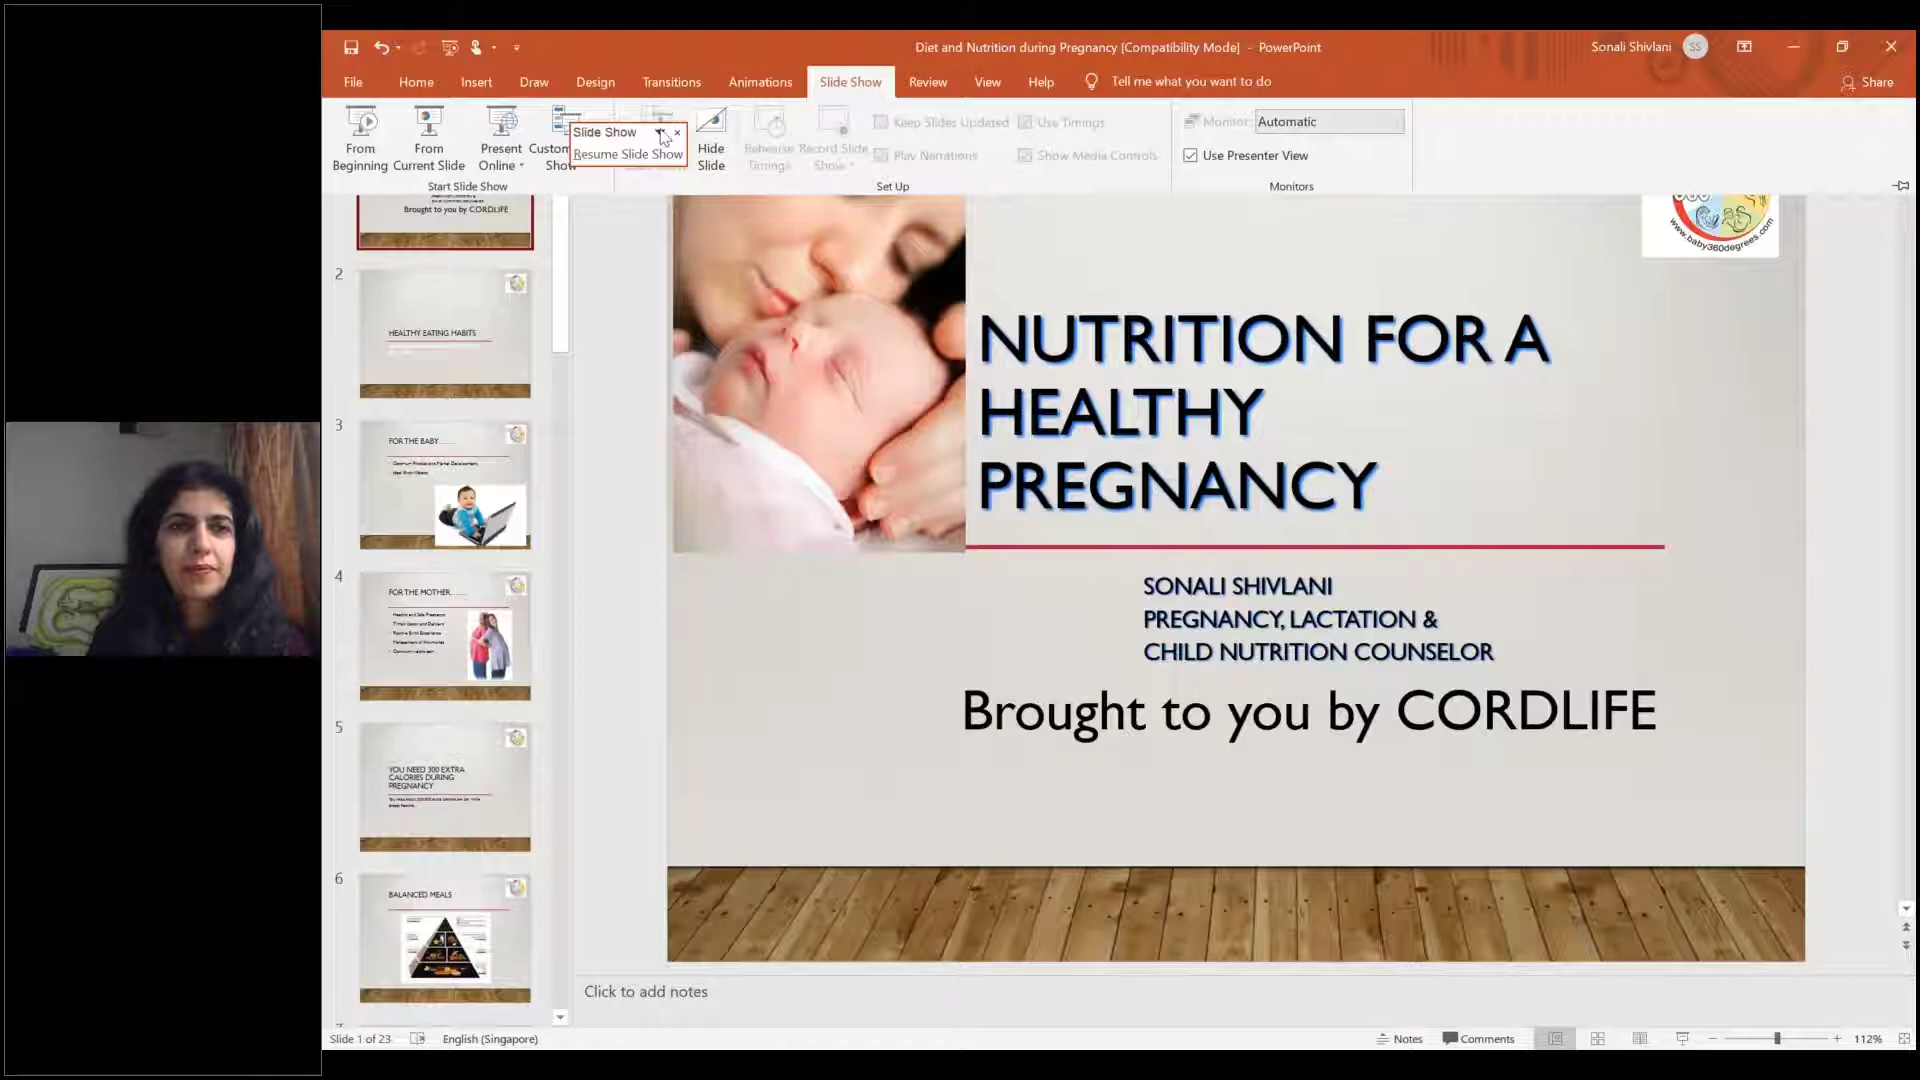 Diet and Nutrition during Pregnancy [Compatibility Mode] - PowerPoint
Sonali Shivlani
SS
File
Home
Insert
Draw
Design
Transitions
Animations
Slide Show
Review
View
Help
Tell me what you want to do
Share
From Beginning
From Current Slide
Present Online
Custom
Show
Slide Show
Resume Slide Show
Hide Slide
Rehearse Timings
Record Slide Show
Keep Slides Updated
Play Narrations
Use Timings
Show Media Controls
Monitor:
Automatic
Use Presenter View
Start Slide Show
Set Up
Monitors
Brought to you by CORDLIFE
2
HEALTHY EATING HABITS
3
FOR THE BABY.......
4
FOR THE MOTHER.......
5
YOU NEED 300 EXTRA
CALORIES DURING
PREGNANCY
6
BALANCED MEALS
www.baby360degrees.com
NUTRITION FOR A
HEALTHY
PREGNANCY
SONALI SHIVLANI
PREGNANCY, LACTATION &
CHILD NUTRITION COUNSELOR
Brought to you by CORDLIFE
Click to add notes
Slide 1 of 23
English (Singapore)
Notes
Comments
112%